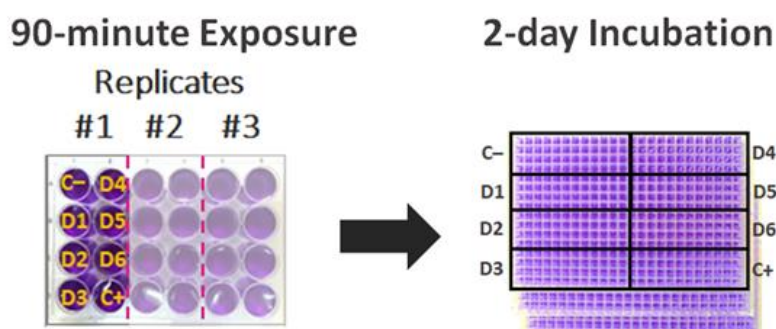 90-minute Exposure
2-day Incubation
Replicates
#1 #2 #3
C− D4
D1 D5
D2 D6
D3 C+
C− D4
D1 D5
D2 D6
D3 C+